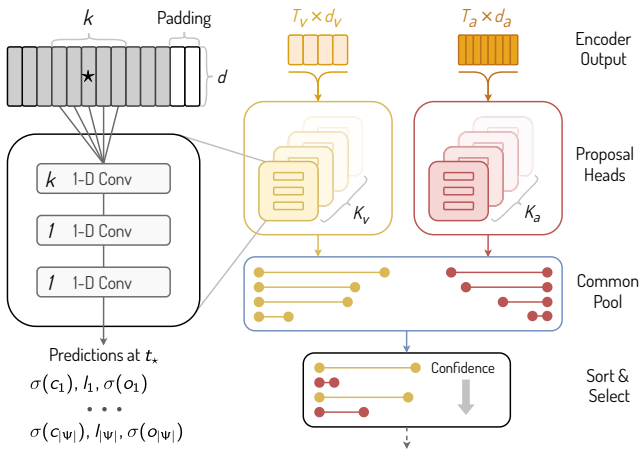 k
Padding
d
k 1-D Conv
1 1-D Conv
1 1-D Conv
Predictions at t⋆
σ(c₁), l₁, σ(o₁)
• • •
σ(c|Ψ|), l|Ψ|, σ(o|Ψ|)
Tᵥ × dᵥ
Tₐ × dₐ
Encoder
Output
Kᵥ
Kₐ
Proposal
Heads
Common
Pool
Confidence
Sort &
Select